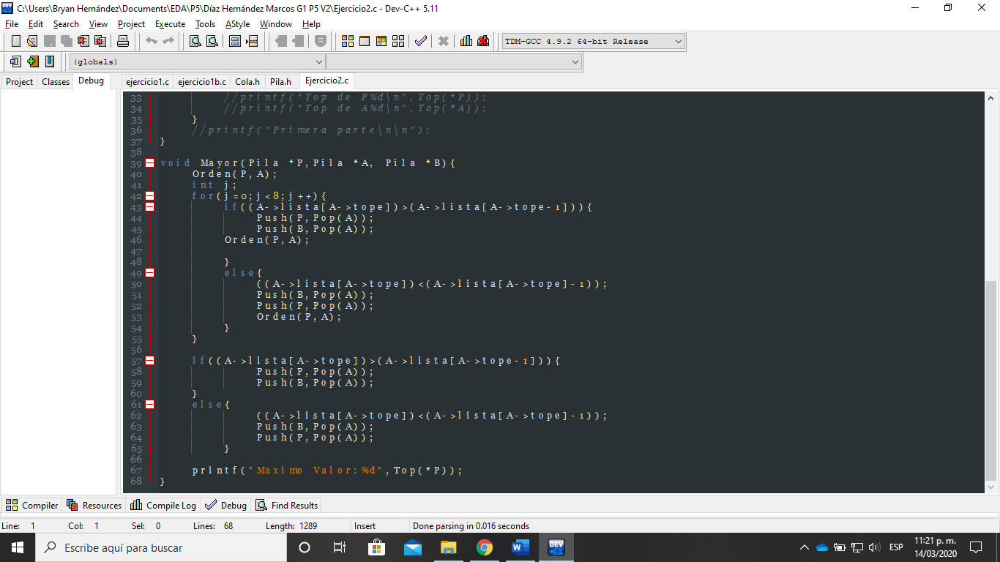 C:\Users\Bryan Hernández\Documents\EDA\P5\Díaz Hernández Marcos G1 P5 V2\Ejercicio2.c - Dev-C++ 5.11
File Edit Search View Project Execute Tools AStyle Window Help
TDM-GCC 4.9.2 64-bit Release
(globals)
Project Classes Debug ejercicio1.c ejercicio1b.c Cola.h Pila.h Ejercicio2.c
33 //printf("Top de P%d\n",Top(*P));
34 //printf("Top de A%d\n",Top(*A));
35 }
36 //printf("Primera parte\n\n");
37 }
38
39 void Mayor(Pila *P,Pila *A, Pila *B){
40 Orden(P,A);
41 int j;
42 for(j=0;j<8;j++){
43 if((A->lista[A->tope])>(A->lista[A->tope-1])){
44 Push(P,Pop(A));
45 Push(B,Pop(A));
46 Orden(P,A);
47
48 }
49 else{
50 ((A->lista[A->tope])<(A->lista[A->tope]-1));
51 Push(B,Pop(A));
52 Push(P,Pop(A));
53 Orden(P,A);
54 }
55 }
56
57 if((A->lista[A->tope])>(A->lista[A->tope-1])){
58 Push(P,Pop(A));
59 Push(B,Pop(A));
60 }
61 else{
62 ((A->lista[A->tope])<(A->lista[A->tope]-1));
63 Push(B,Pop(A));
64 Push(P,Pop(A));
65 }
66
67 printf("Maximo Valor:%d",Top(*P));
68 }
Compiler Resources Compile Log Debug Find Results
Line: 1 Col: 1 Sel: 0 Lines: 68 Length: 1289 Insert Done parsing in 0.016 seconds
Escribe aquí para buscar
ESP
11:21 p. m.
14/03/2020